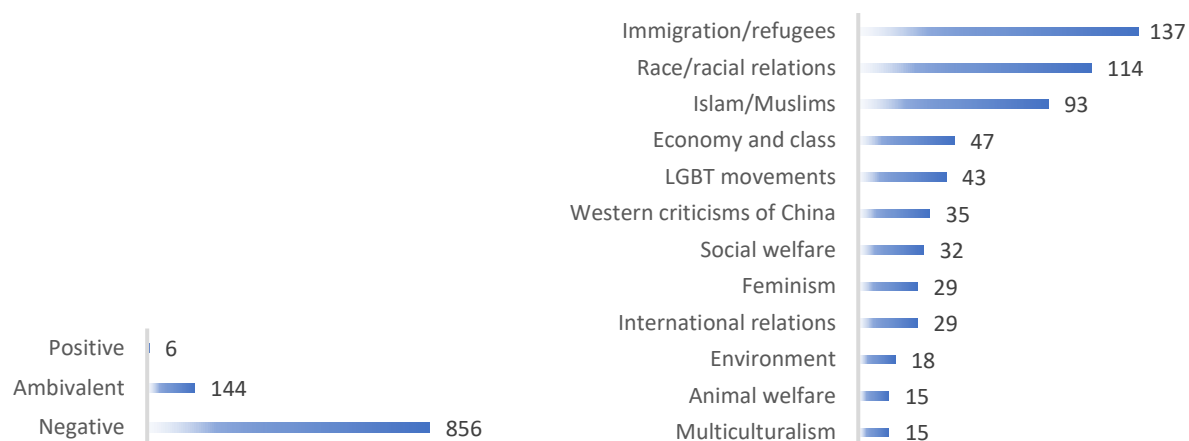 Immigration/refugees 137
Race/racial relations 114
Islam/Muslims 93
Economy and class 47
LGBT movements 43
Western criticisms of China 35
Social welfare 32
Feminism 29
International relations 29
Environment 18
Animal welfare 15
Multiculturalism 15
Positive 6
Ambivalent 144
Negative 856